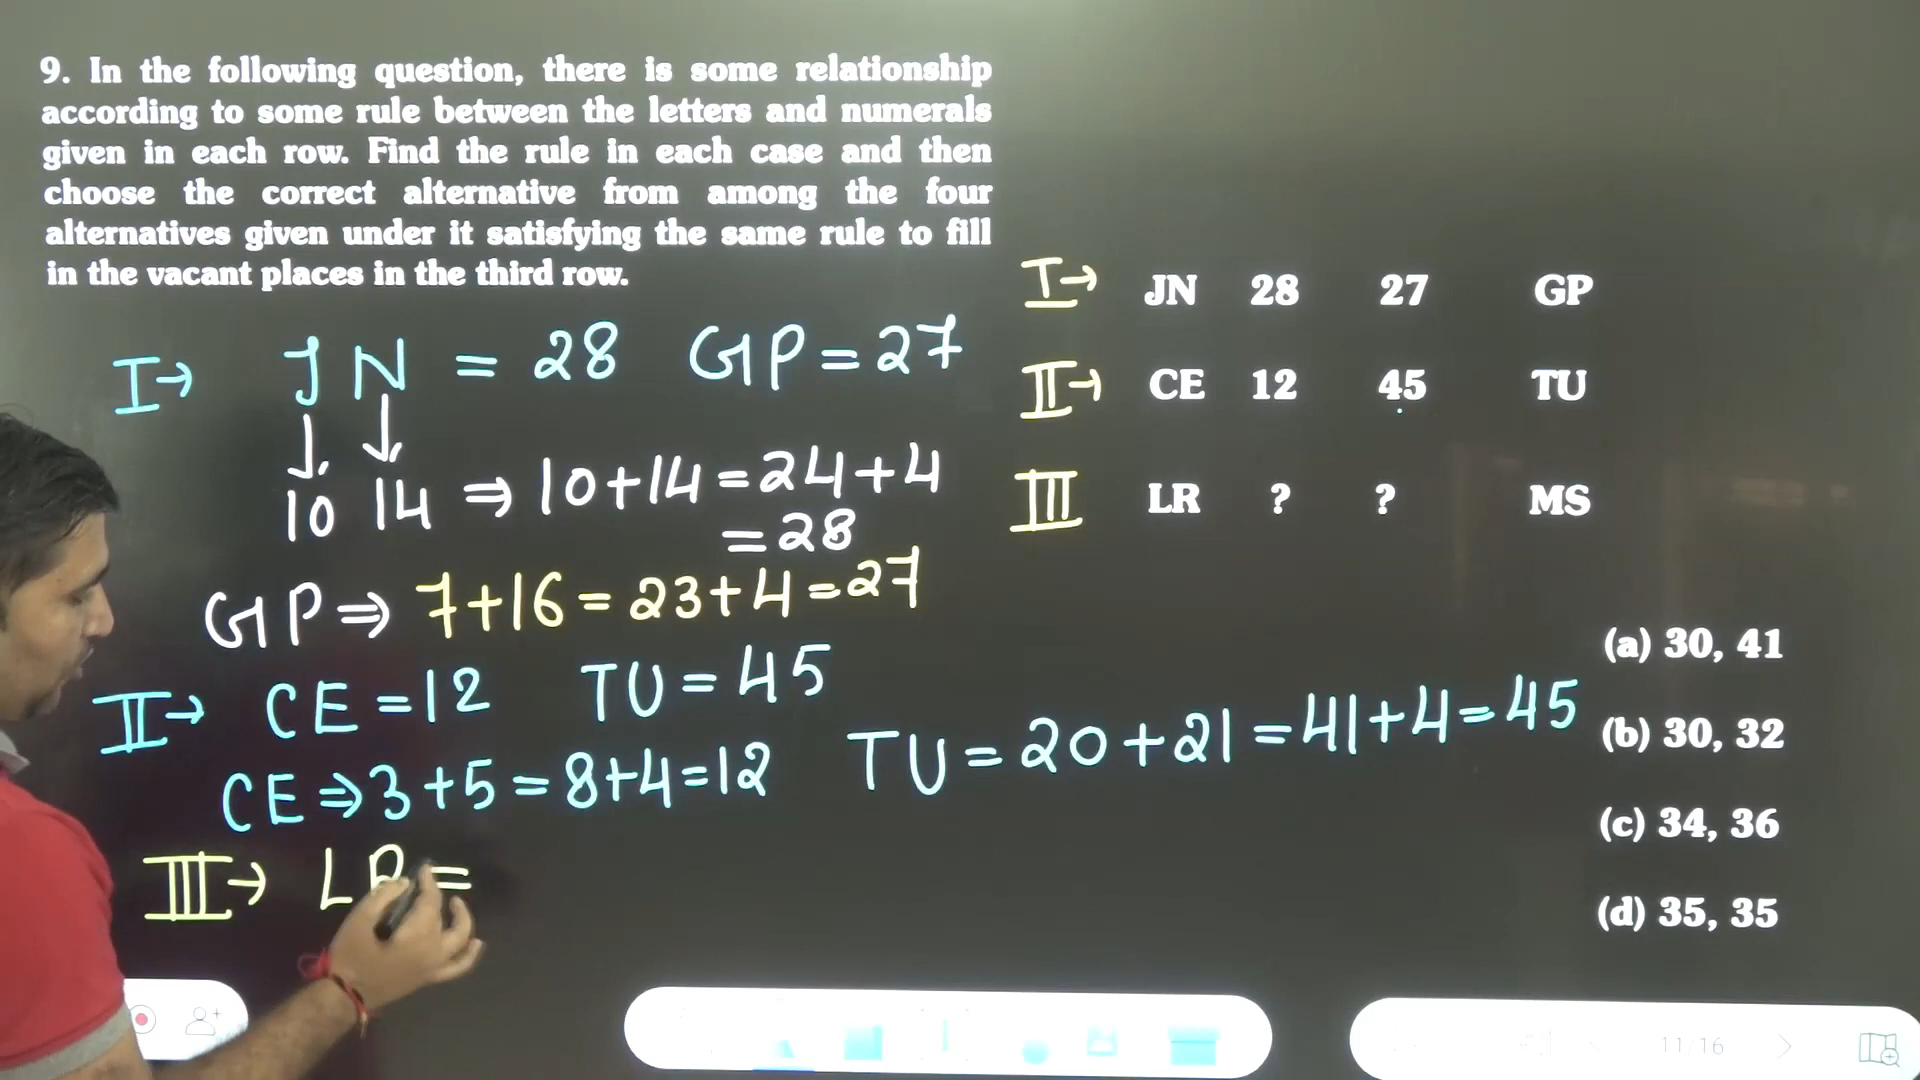 9. In the following question, there is some relationship
according to some rule between the letters and numerals
given in each row. Find the rule in each case and then
choose the correct alternative from among the four
alternatives given under it satisfying the same rule to fill
in the vacant places in the third row.
I→ JN 28 27 GP
II→ CE 12 45 TU
III LR ? ? MS
(a) 30, 41
(b) 30, 32
(c) 34, 36
(d) 35, 35
I→ JN = 28 GP = 27
10 14 ⇒ 10+14=24+4
=28
GP ⇒ 7+16=23+4=27
II→ CE =12 TU = 45
CE ⇒ 3+5=8+4=12 TU = 20+21=41+4=45
III→ LR =
11/16